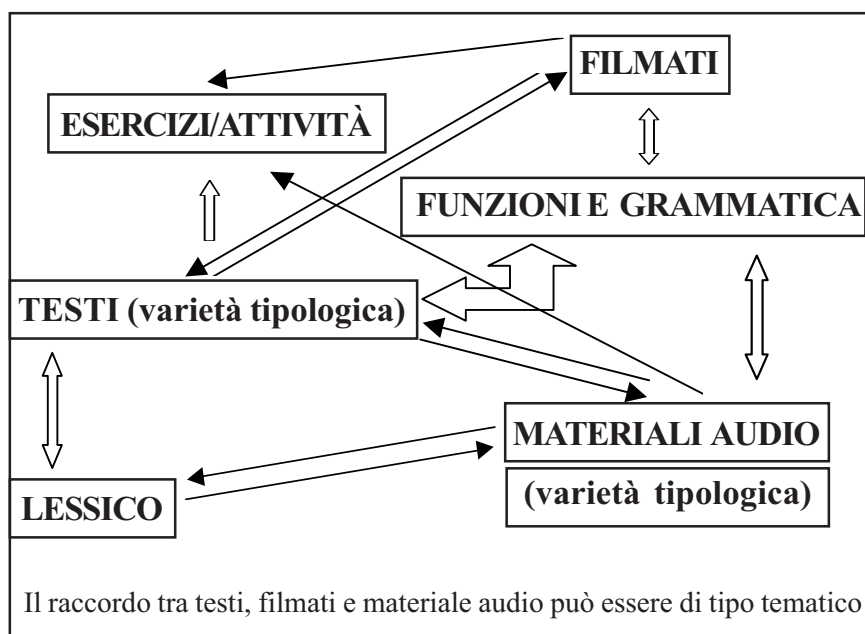 FILMATI
ESERCIZI/ATTIVITÀ
FUNZIONI E GRAMMATICA
TESTI (varietà tipologica)
MATERIALI AUDIO
(varietà tipologica)
LESSICO
Il raccordo tra testi, filmati e materiale audio può essere di tipo tematico